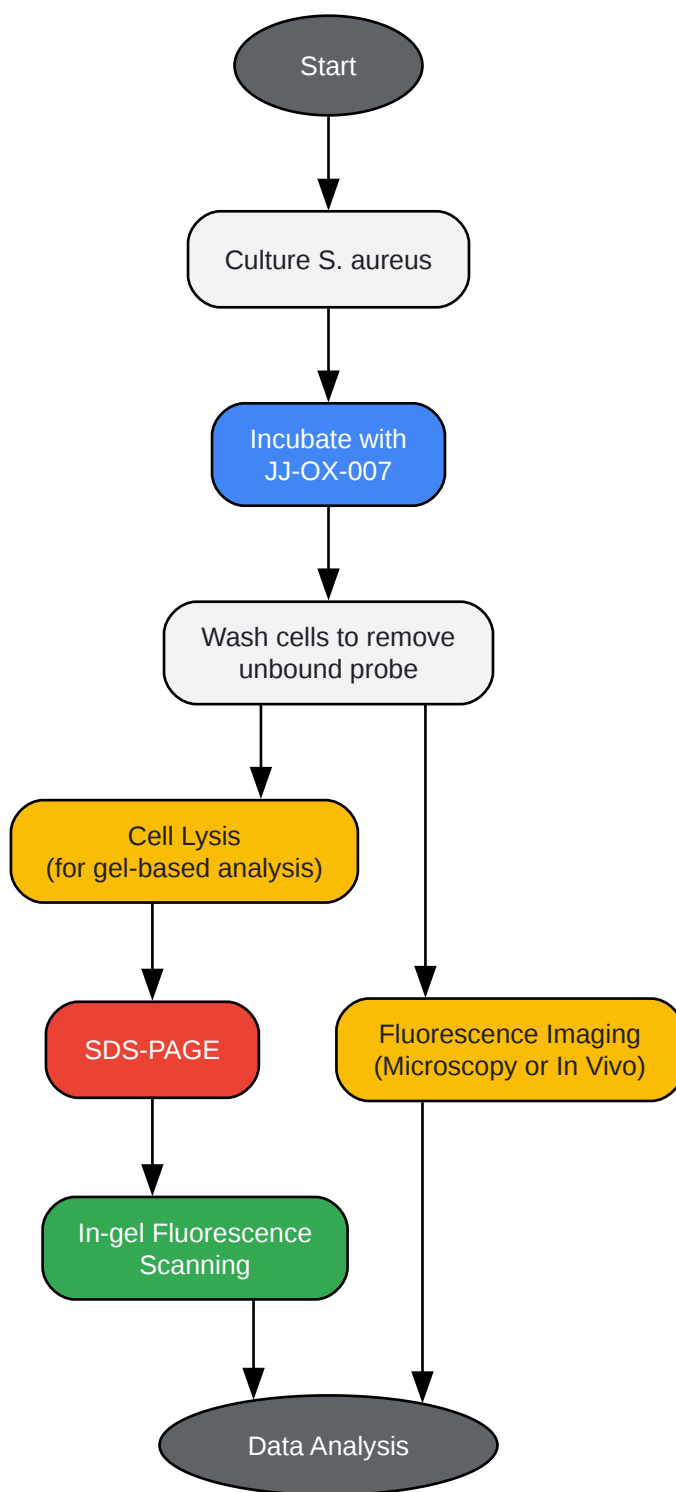 Start
Culture S. aureus
Incubate with
JJ-OX-007
Wash cells to remove
unbound probe
Cell Lysis
(for gel-based analysis)
SDS-PAGE
Fluorescence Imaging
(Microscopy or In Vivo)
In-gel Fluorescence
Scanning
Data Analysis